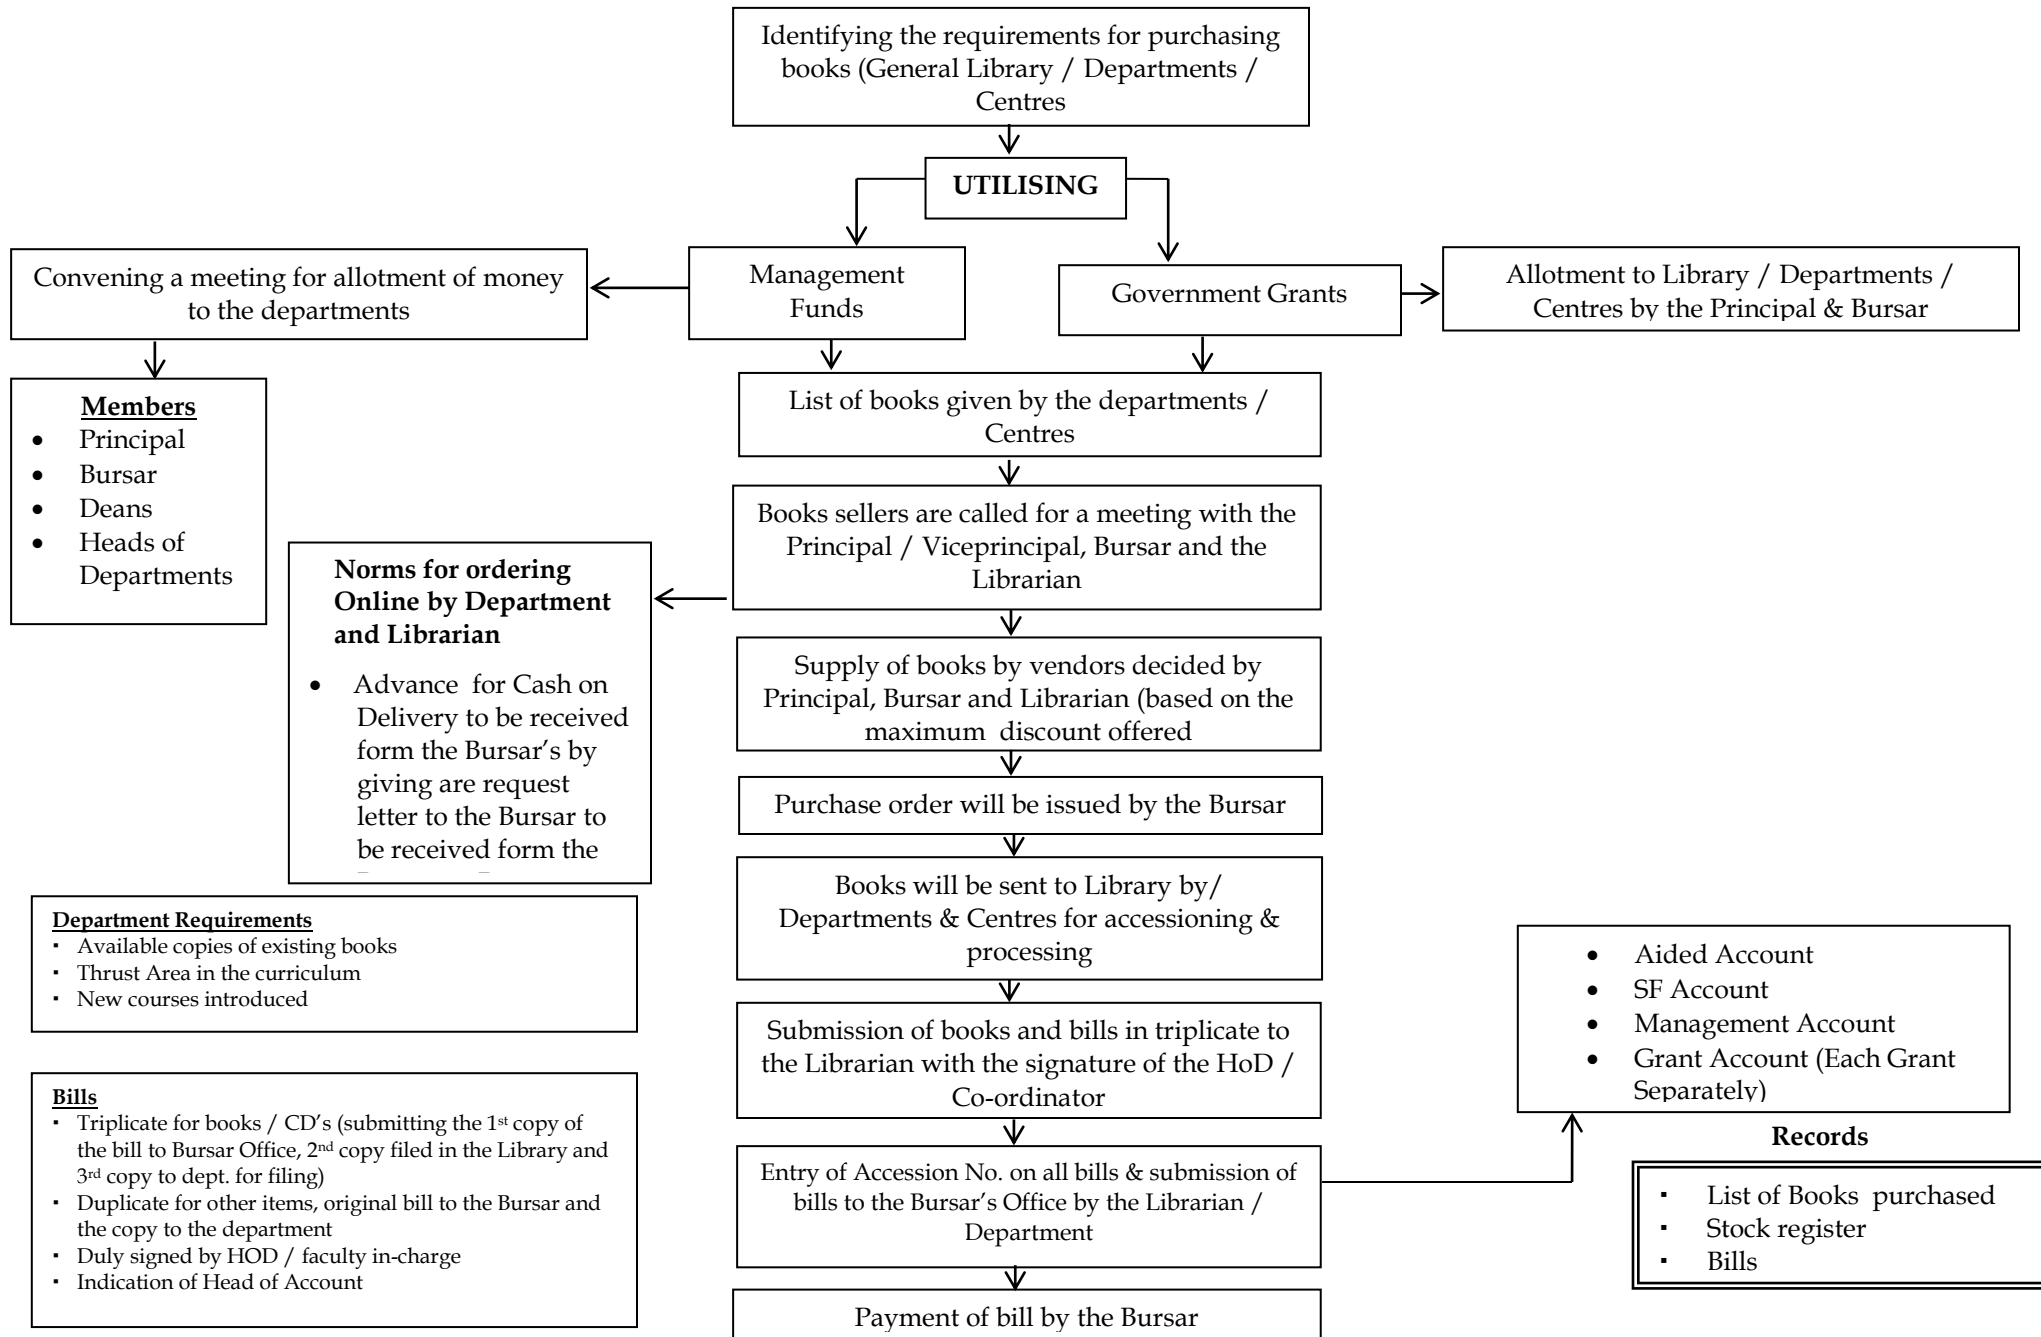 Identifying the requirements for purchasing
books (General Library / Departments /
Centres
UTILISING
Convening a meeting for allotment of money
to the departments
Management
Funds
Government Grants
Allotment to Library / Departments /
Centres by the Principal & Bursar
Members
• Principal
• Bursar
• Deans
• Heads of
Departments
List of books given by the departments /
Centres
Books sellers are called for a meeting with the
Principal / Viceprincipal, Bursar and the
Librarian
Norms for ordering
Online by Department
and Librarian
• Advance for Cash on
Delivery to be received
form the Bursar’s by
giving are request
letter to the Bursar to
be received form the
Supply of books by vendors decided by
Principal, Bursar and Librarian (based on the
maximum discount offered
Purchase order will be issued by the Bursar
Books will be sent to Library by/
Departments & Centres for accessioning &
processing
Department Requirements
▪ Available copies of existing books
▪ Thrust Area in the curriculum
▪ New courses introduced
Submission of books and bills in triplicate to
the Librarian with the signature of the HoD /
Co-ordinator
• Aided Account
• SF Account
• Management Account
• Grant Account (Each Grant
Separately)
Bills
▪ Triplicate for books / CD’s (submitting the 1st copy of
the bill to Bursar Office, 2nd copy filed in the Library and
3rd copy to dept. for filing)
▪ Duplicate for other items, original bill to the Bursar and
the copy to the department
▪ Duly signed by HOD / faculty in-charge
▪ Indication of Head of Account
Entry of Accession No. on all bills & submission of
bills to the Bursar’s Office by the Librarian /
Department
Records
▪ List of Books purchased
▪ Stock register
▪ Bills
Payment of bill by the Bursar